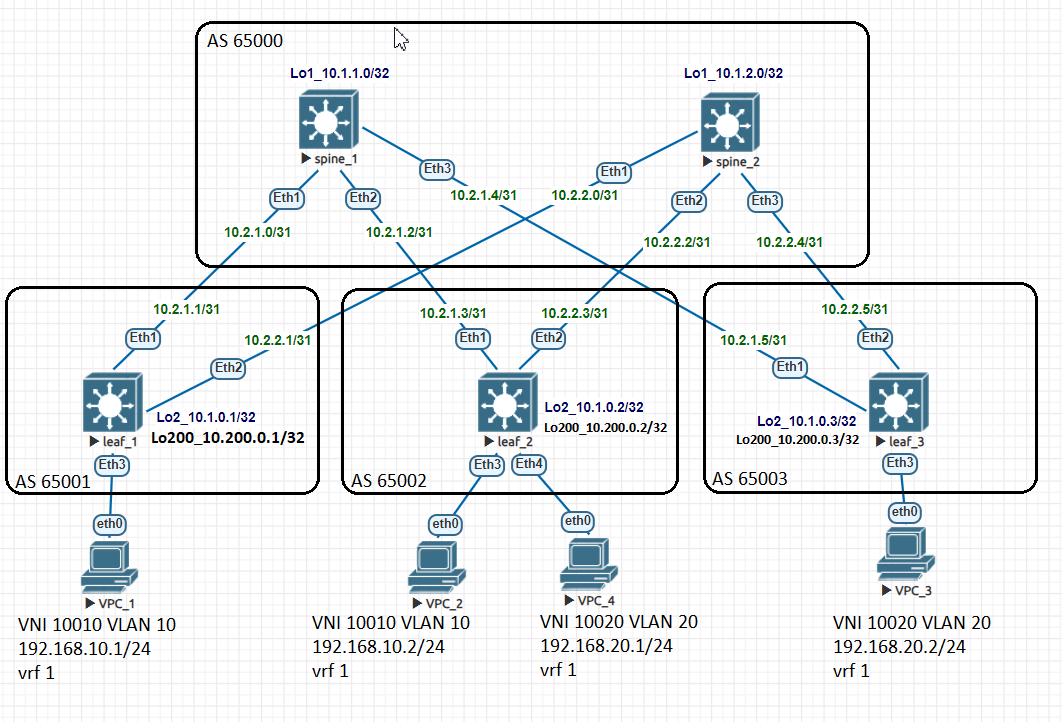 AS 65000
Lo1_10.1.1.0/32
Lo1_10.1.2.0/32
spine_1
spine_2
Eth3
Eth1
Eth1
Eth2
10.2.1.4/31
10.2.2.0/31
Eth2
Eth3
10.2.1.0/31
10.2.1.2/31
10.2.2.2/31
10.2.2.4/31
10.2.1.1/31
10.2.1.3/31
10.2.2.3/31
10.2.2.5/31
Eth1
10.2.2.1/31
Eth1
Eth2
10.2.1.5/31
Eth2
Eth2
Eth1
Lo2_10.1.0.1/32
Lo200_10.200.0.1/32
leaf_1
Lo2_10.1.0.2/32
Lo200_10.200.0.2/32
leaf_2
Lo2_10.1.0.3/32
Lo200_10.200.0.3/32
leaf_3
Eth3
Eth3
Eth4
Eth3
AS 65001
AS 65002
AS 65003
eth0
eth0
eth0
eth0
VPC_1
VPC_2
VPC_4
VPC_3
VNI 10010 VLAN 10
192.168.10.1/24
vrf 1
VNI 10010 VLAN 10
192.168.10.2/24
vrf 1
VNI 10020 VLAN 20
192.168.20.1/24
vrf 1
VNI 10020 VLAN 20
192.168.20.2/24
vrf 1